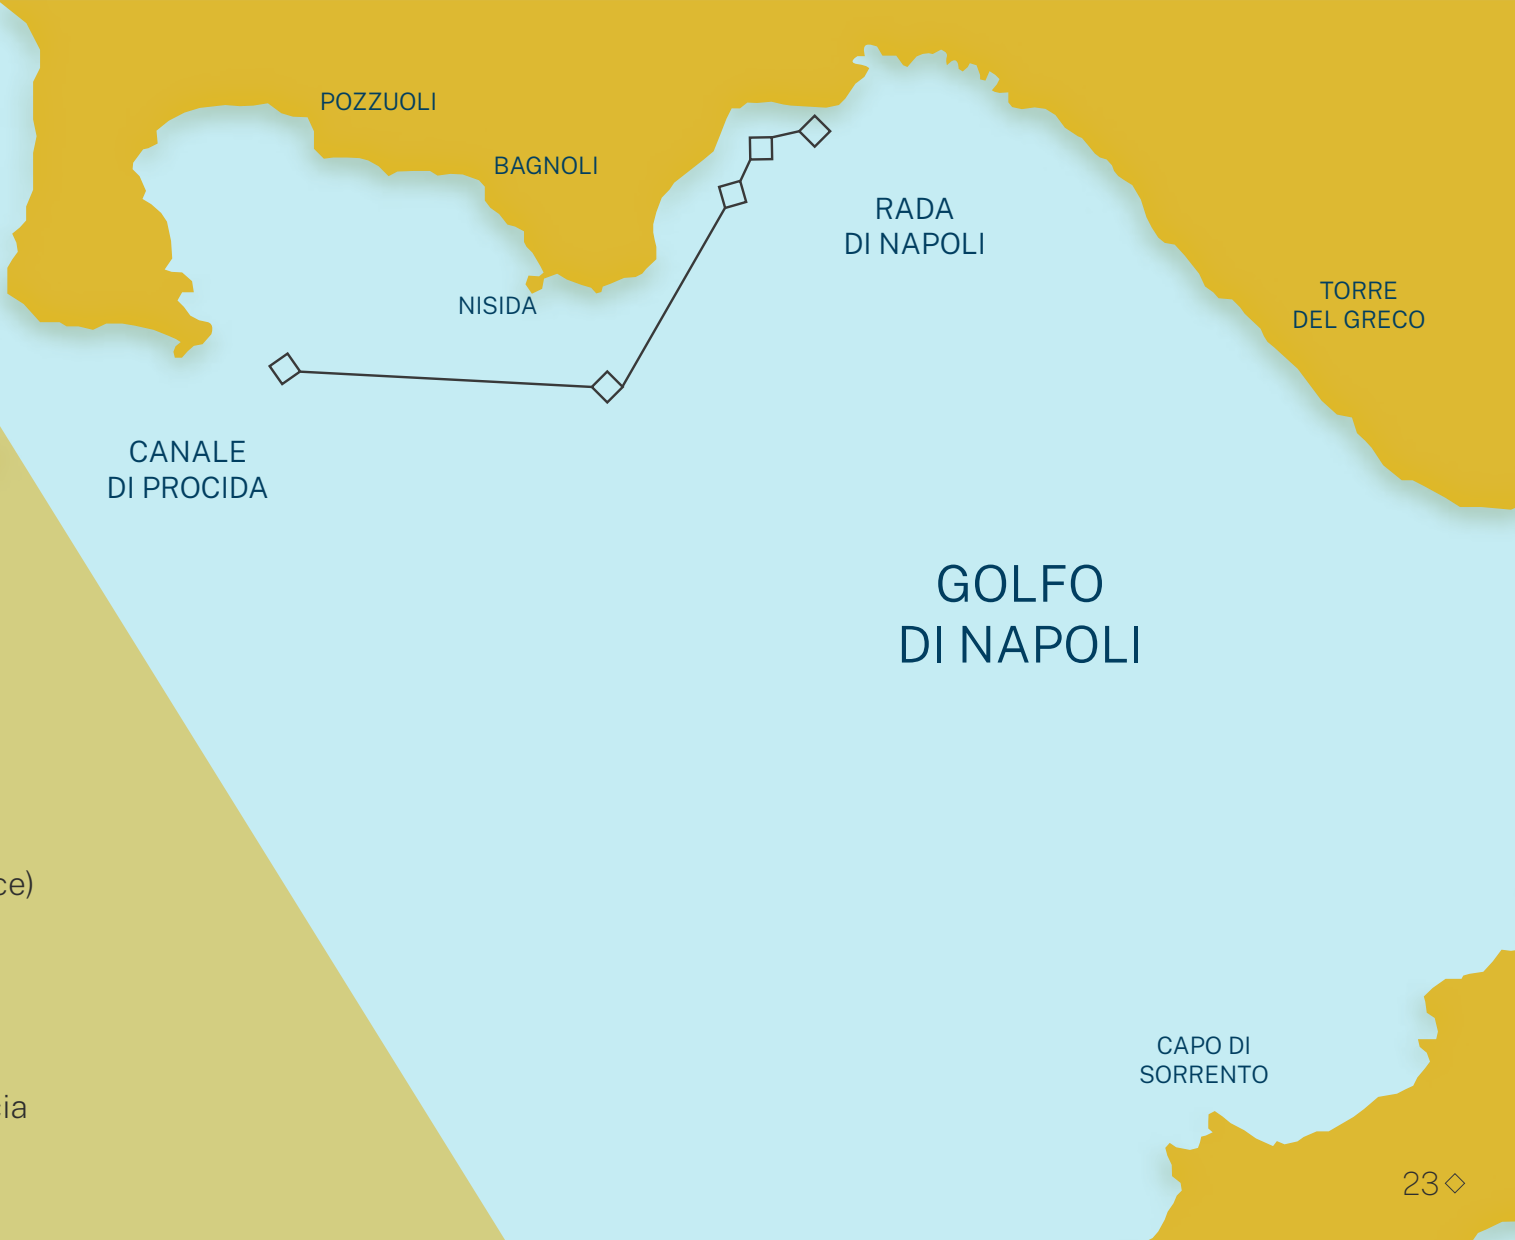 POZZUOLI
BAGNOLI
RADA
DI NAPOLI
NISIDA
TORRE
DEL GRECO
CANALE
DI PROCIDA
GOLFO
DI NAPOLI
ce)
CAPO DI
SORRENTO
cia
23